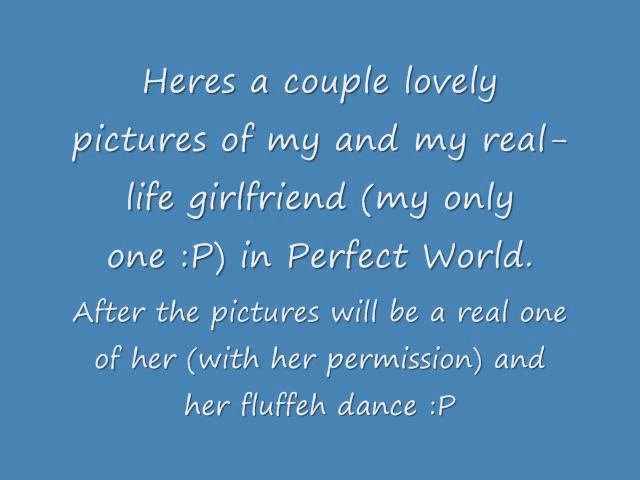 Heres a couple lovely
pictures of my and my real-
life girlfriend (my only
one :P) in Perfect World.
After the pictures will be a real one
of her (with her permission) and
her fluffeh dance :P